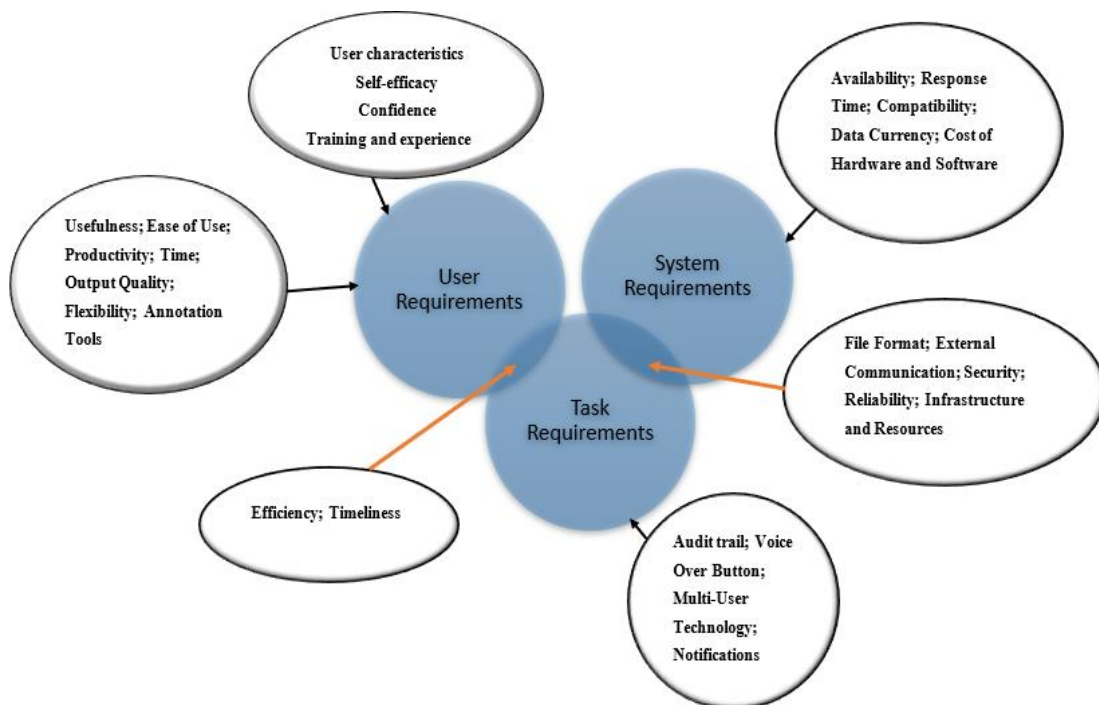 User characteristics
Self-efficacy
Confidence
Training and experience
Availability; Response
Time; Compatibility;
Data Currency; Cost of
Hardware and Software
Usefulness; Ease of Use;
Productivity; Time;
Output Quality;
Flexibility; Annotation
Tools
User
Requirements
System
Requirements
File Format; External
Communication; Security;
Reliability; Infrastructure
and Resources
Task
Requirements
Efficiency; Timeliness
Audit trail; Voice
Over Button;
Multi-User
Technology;
Notifications